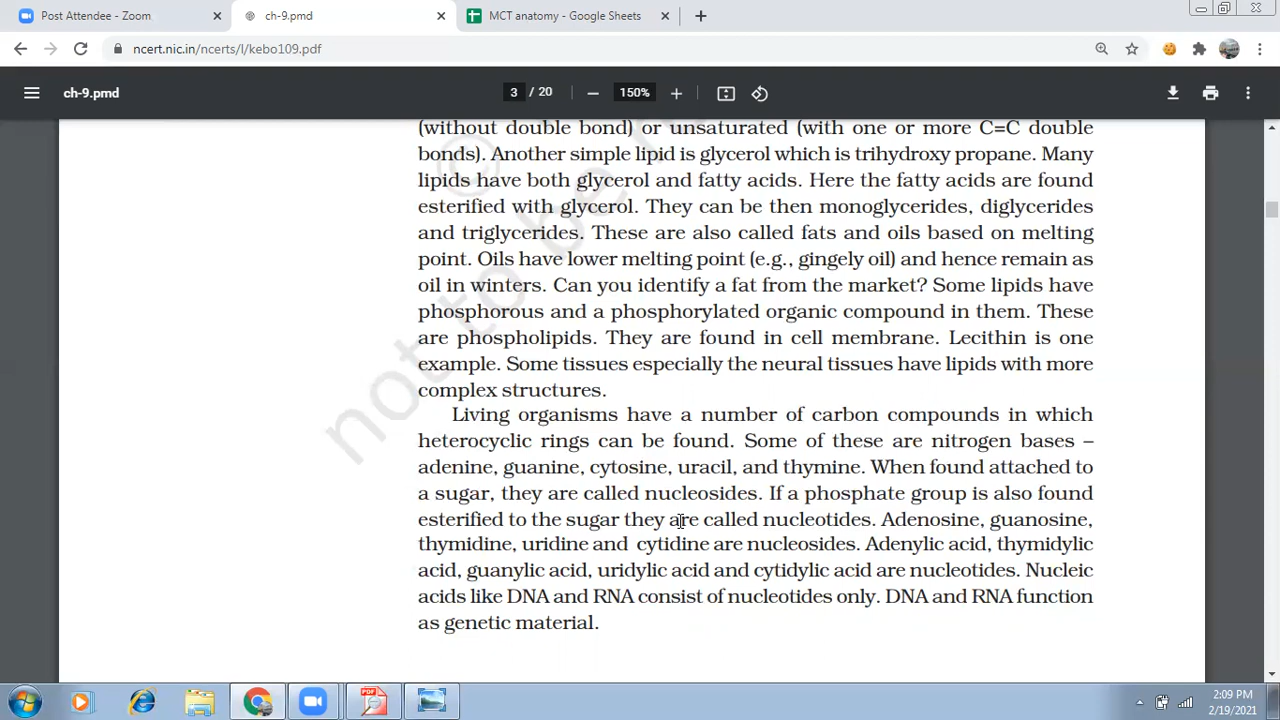 Post Attendee - Zoom
ch-9.pmd
MCT anatomy - Google Sheets
ncert.nic.in/ncerts/l/kebo109.pdf
ch-9.pmd
3 / 20
150%
(without double bond) or unsaturated (with one or more C=C double
bonds). Another simple lipid is glycerol which is trihydroxy propane. Many
lipids have both glycerol and fatty acids. Here the fatty acids are found
esterified with glycerol. They can be then monoglycerides, diglycerides
and triglycerides. These are also called fats and oils based on melting
point. Oils have lower melting point (e.g., gingely oil) and hence remain as
oil in winters. Can you identify a fat from the market? Some lipids have
phosphorous and a phosphorylated organic compound in them. These
are phospholipids. They are found in cell membrane. Lecithin is one
example. Some tissues especially the neural tissues have lipids with more
complex structures.
Living organisms have a number of carbon compounds in which
heterocyclic rings can be found. Some of these are nitrogen bases –
adenine, guanine, cytosine, uracil, and thymine. When found attached to
a sugar, they are called nucleosides. If a phosphate group is also found
esterified to the sugar they are called nucleotides. Adenosine, guanosine,
thymidine, uridine and cytidine are nucleosides. Adenylic acid, thymidylic
acid, guanylic acid, uridylic acid and cytidylic acid are nucleotides. Nucleic
acids like DNA and RNA consist of nucleotides only. DNA and RNA function
as genetic material.
©
not to be
2:09 PM
2/19/2021